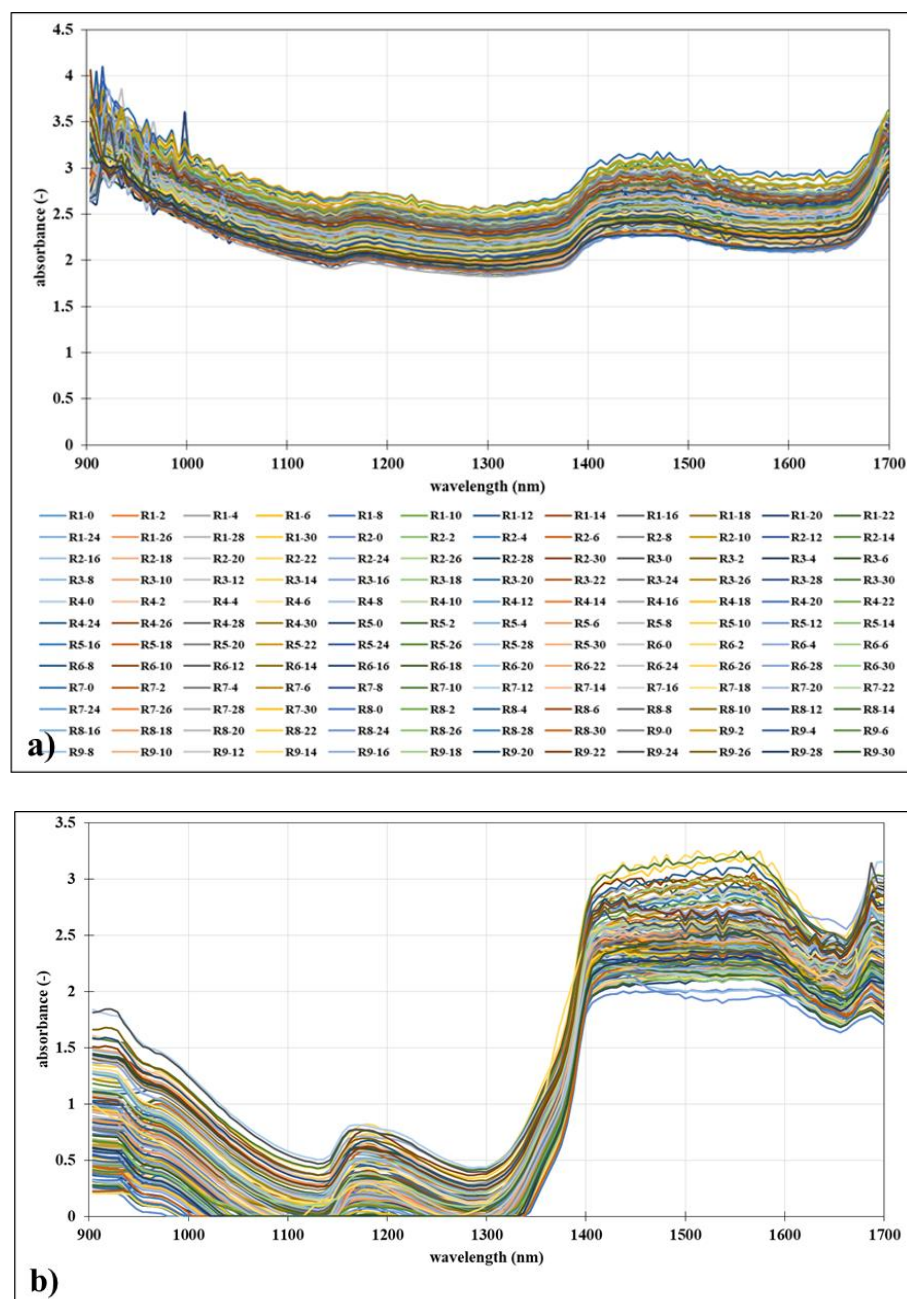 4.5
4
3.5
3
2.5
2
1.5
1
0.5
0
absorbance (-)
900 1000 1100 1200 1300 1400 1500 1600 1700
wavelength (nm)
R1-0 R1-2 R1-4 R1-6 R1-8 R1-10 R1-12 R1-14 R1-16 R1-18 R1-20 R1-22
R1-24 R1-26 R1-28 R1-30 R2-0 R2-2 R2-4 R2-6 R2-8 R2-10 R2-12 R2-14
R2-16 R2-18 R2-20 R2-22 R2-24 R2-26 R2-28 R2-30 R3-0 R3-2 R3-4 R3-6
R3-8 R3-10 R3-12 R3-14 R3-16 R3-18 R3-20 R3-22 R3-24 R3-26 R3-28 R3-30
R4-0 R4-2 R4-4 R4-6 R4-8 R4-10 R4-12 R4-14 R4-16 R4-18 R4-20 R4-22
R4-24 R4-26 R4-28 R4-30 R5-0 R5-2 R5-4 R5-6 R5-8 R5-10 R5-12 R5-14
R5-16 R5-18 R5-20 R5-22 R5-24 R5-26 R5-28 R5-30 R6-0 R6-2 R6-4 R6-6
R6-8 R6-10 R6-12 R6-14 R6-16 R6-18 R6-20 R6-22 R6-24 R6-26 R6-28 R6-30
R7-0 R7-2 R7-4 R7-6 R7-8 R7-10 R7-12 R7-14 R7-16 R7-18 R7-20 R7-22
R7-24 R7-26 R7-28 R7-30 R8-0 R8-2 R8-4 R8-6 R8-8 R8-10 R8-12 R8-14
R8-16 R8-18 R8-20 R8-22 R8-24 R8-26 R8-28 R8-30 R9-0 R9-2 R9-4 R9-6
R9-8 R9-10 R9-12 R9-14 R9-16 R9-18 R9-20 R9-22 R9-24 R9-26 R9-28 R9-30
a)
3.5
3
2.5
2
1.5
1
0.5
0
absorbance (-)
900 1000 1100 1200 1300 1400 1500 1600 1700
wavelength (nm)
b)